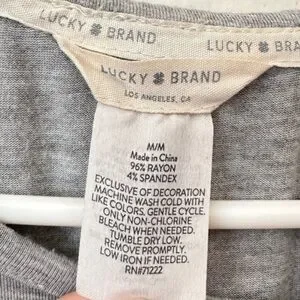 LUCKY BRAND
LUCKY BRAND
LUCKY BRAND
LOS ANGELES, CA
M/M
Made in China
96% RAYON
4% SPANDEX
EXCLUSIVE OF DECORATION
MACHINE WASH COLD WITH
LIKE COLORS, GENTLE CYCLE.
ONLY NON-CHLORINE
BLEACH WHEN NEEDED.
TUMBLE DRY LOW.
REMOVE PROMPTLY.
LOW IRON IF NEEDED.
RN#71222